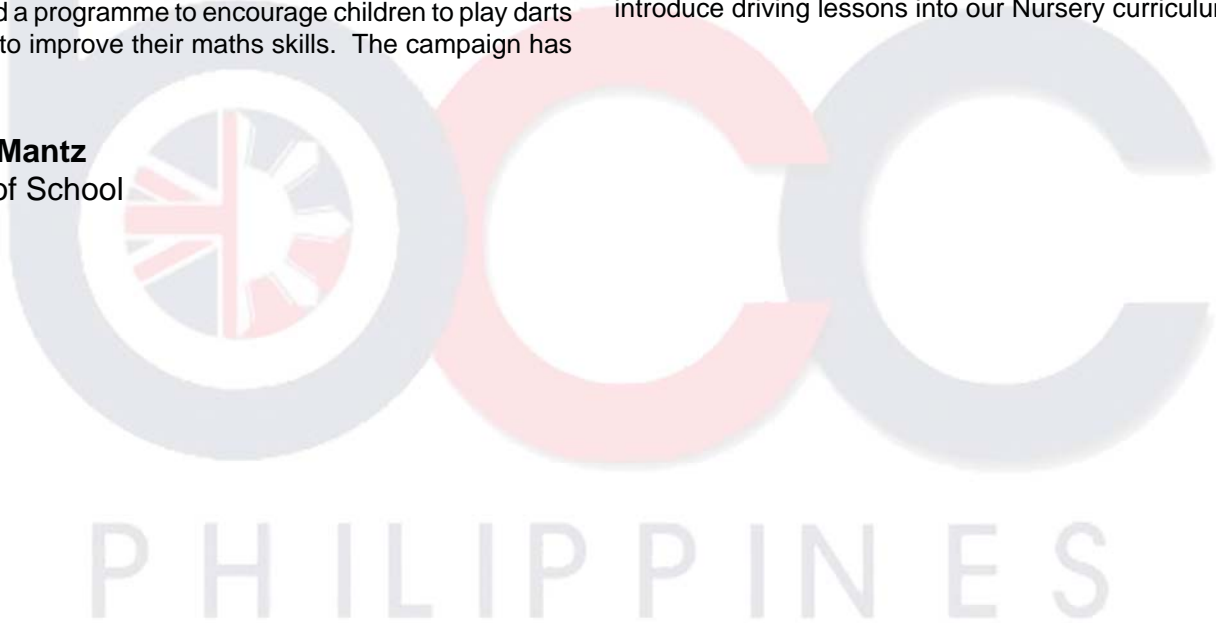 d a programme to encourage children to play darts
to improve their maths skills. The campaign has
introduce driving lessons into our Nursery curriculu
Mantz
of School
bcc
PHILIPPINES